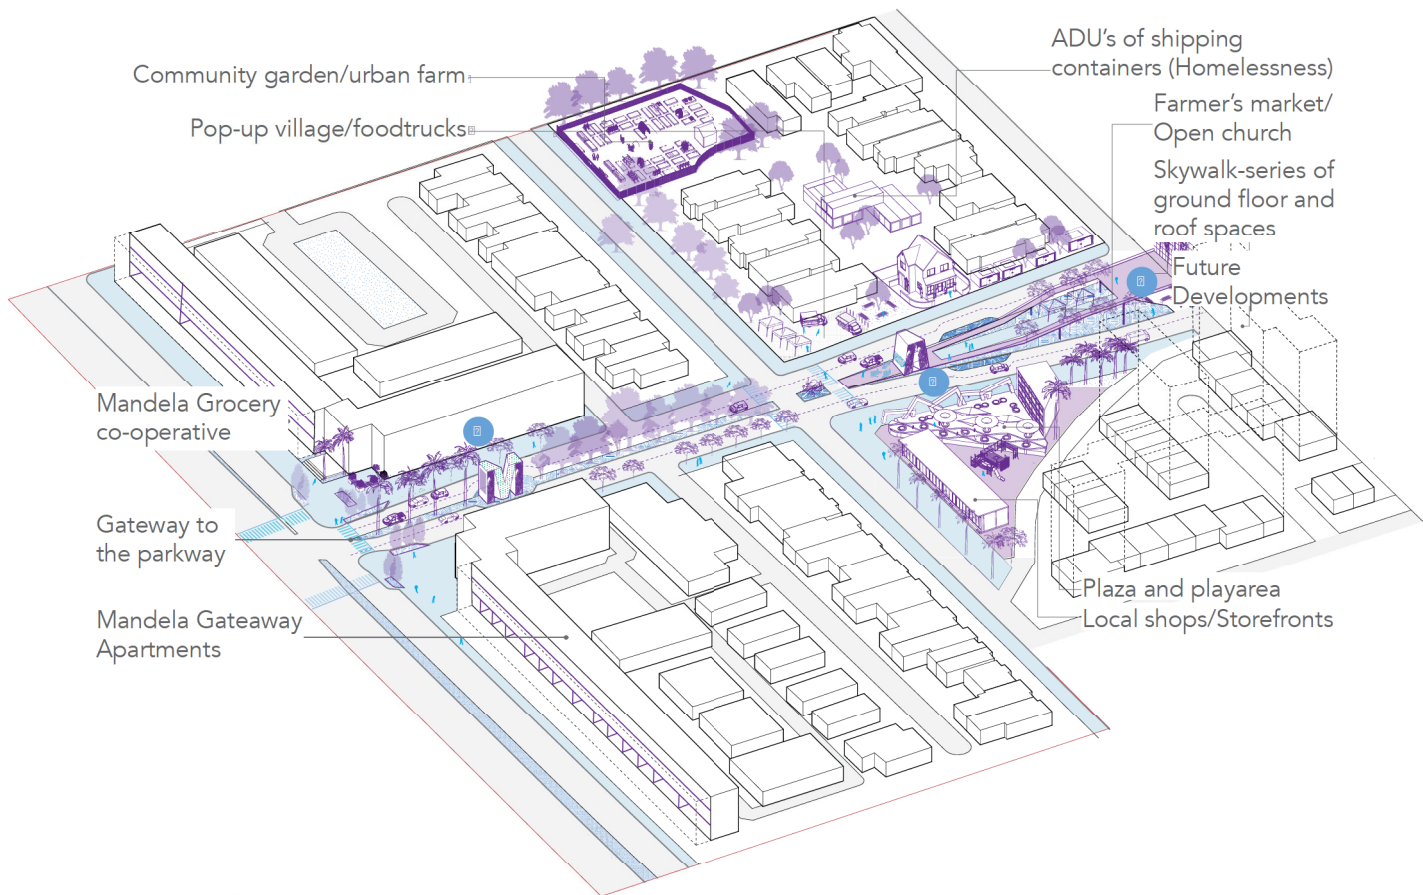 Community garden/urban farm
Pop-up village/foodtrucks
ADU's of shipping
containers (Homelessness)
Farmer's market/
Open church
Skywalk-series of
ground floor and
roof spaces
Future
Developments
Mandela Grocery
co-operative
Gateway to
the parkway
Mandela Gateaway
Apartments
Plaza and playarea
Local shops/Storefronts